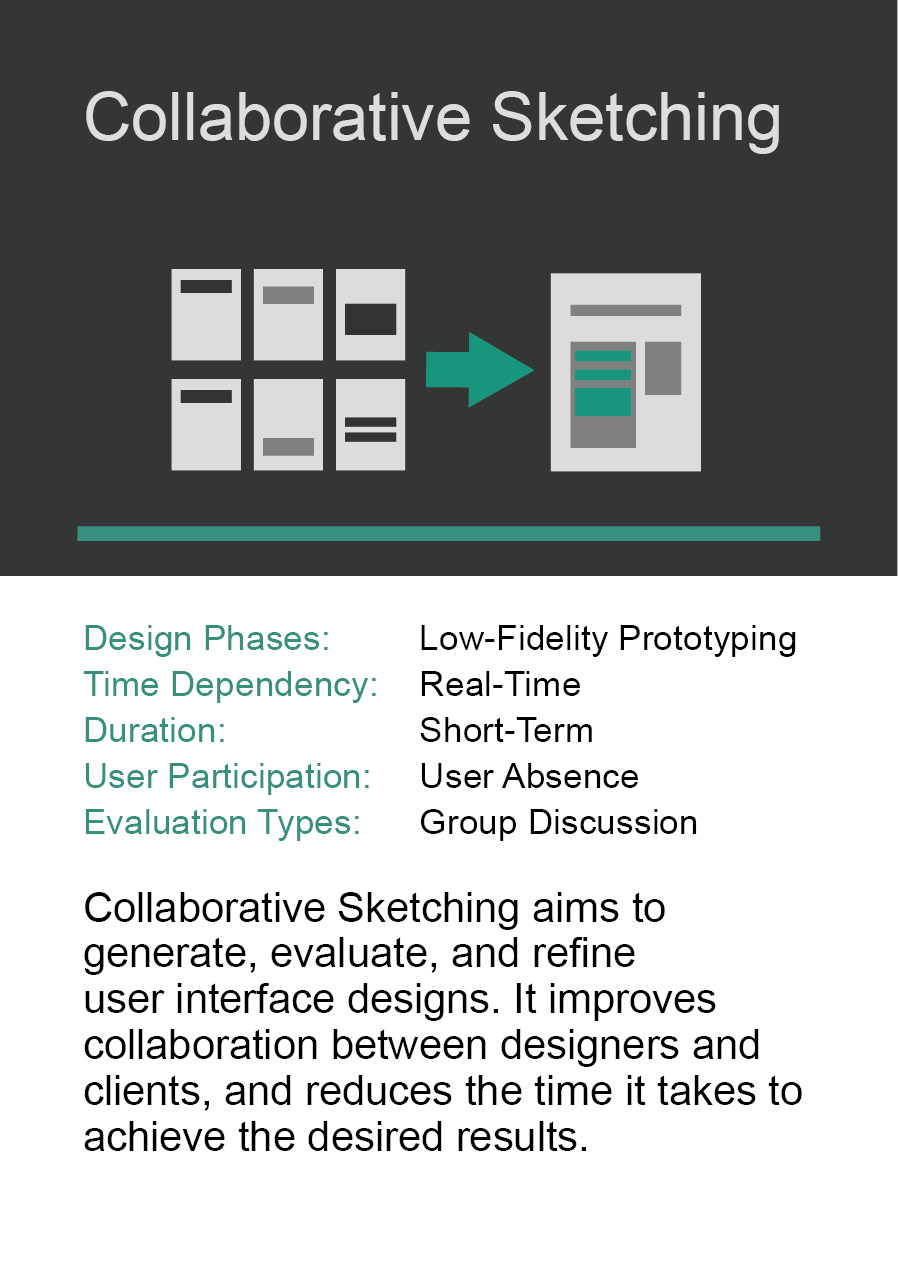 Collaborative Sketching
Design Phases: Low-Fidelity Prototyping
Time Dependency: Real-Time
Duration: Short-Term
User Participation: User Absence
Evaluation Types: Group Discussion
Collaborative Sketching aims to
generate, evaluate, and refine
user interface designs. It improves
collaboration between designers and
clients, and reduces the time it takes to
achieve the desired results.